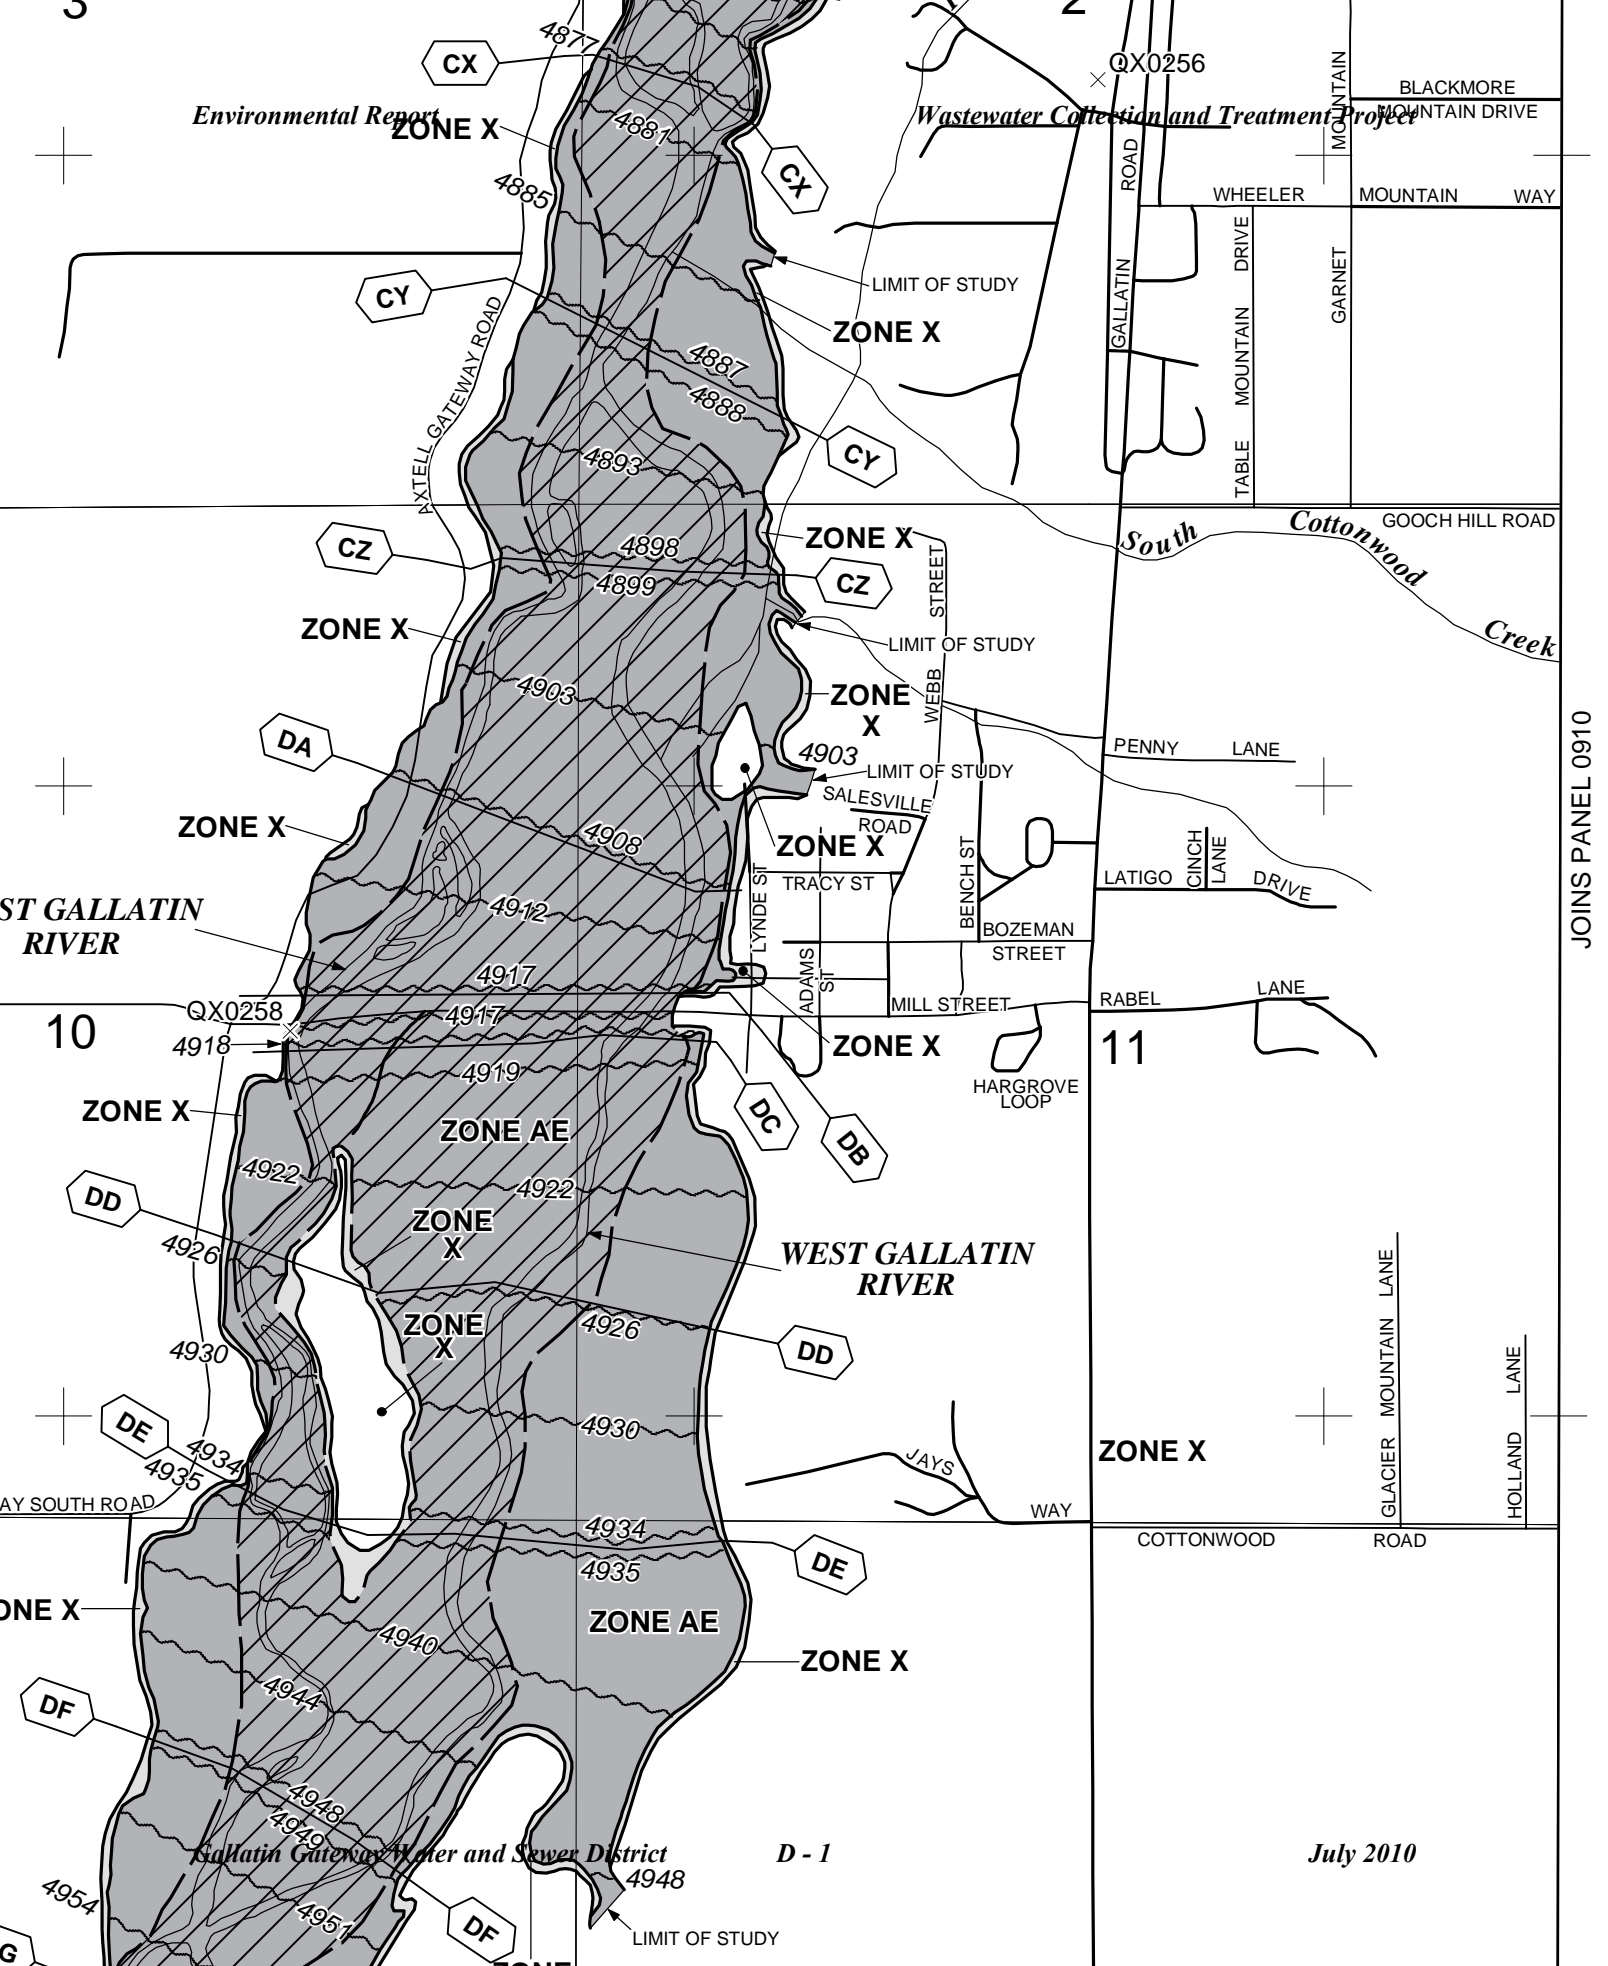 3
2
4877
CX
QX0256
MOUNTAIN
BLACKMORE
MOUNTAIN DRIVE
Environmental Report
Wastewater Collection and Treatment Project
ZONE X
4881
ROAD
CX
4885
WHEELER
MOUNTAIN
WAY
DRIVE
LIMIT OF STUDY
GALLATIN
GARNET
CY
ZONE X
AXTELL GATEWAY ROAD
4887
MOUNTAIN
4888
CY
4893
TABLE
GOOCH HILL ROAD
South
Cottonwood
Creek
ZONE X
CZ
4898
STREET
4899
CZ
ZONE X
LIMIT OF STUDY
4903
ZONE
X
WEBB
DA
4903
PENNY
LANE
JOINS PANEL 0910
LIMIT OF STUDY
SALESVILLE
ROAD
ZONE X
4908
ZONE X
CINCH
LANE
BENCH ST
TRACY ST
LATIGO
DRIVE
LYNDE ST
ST GALLATIN
RIVER
4912
BOZEMAN
STREET
4917
ADAMS
ST
MILL STREET
RABEL
LANE
QX0258
4917
10
4918
ZONE X
11
4919
HARGROVE
LOOP
ZONE X
DC
DB
ZONE AE
4922
4922
DD
ZONE
X
4926
WEST GALLATIN
RIVER
ZONE
X
4926
4930
DD
GLACIER MOUNTAIN LANE
HOLLAND LANE
DE
4930
4934
4935
JAYS
ZONE X
AY SOUTH ROAD
WAY
4934
COTTONWOOD
ROAD
4935
DE
ONE X
ZONE AE
4940
ZONE X
4944
DF
4948
4949
Gallatin Gateway Water and Sewer District
D - 1
July 2010
4948
4954
4951
DF
LIMIT OF STUDY
G
ZONE